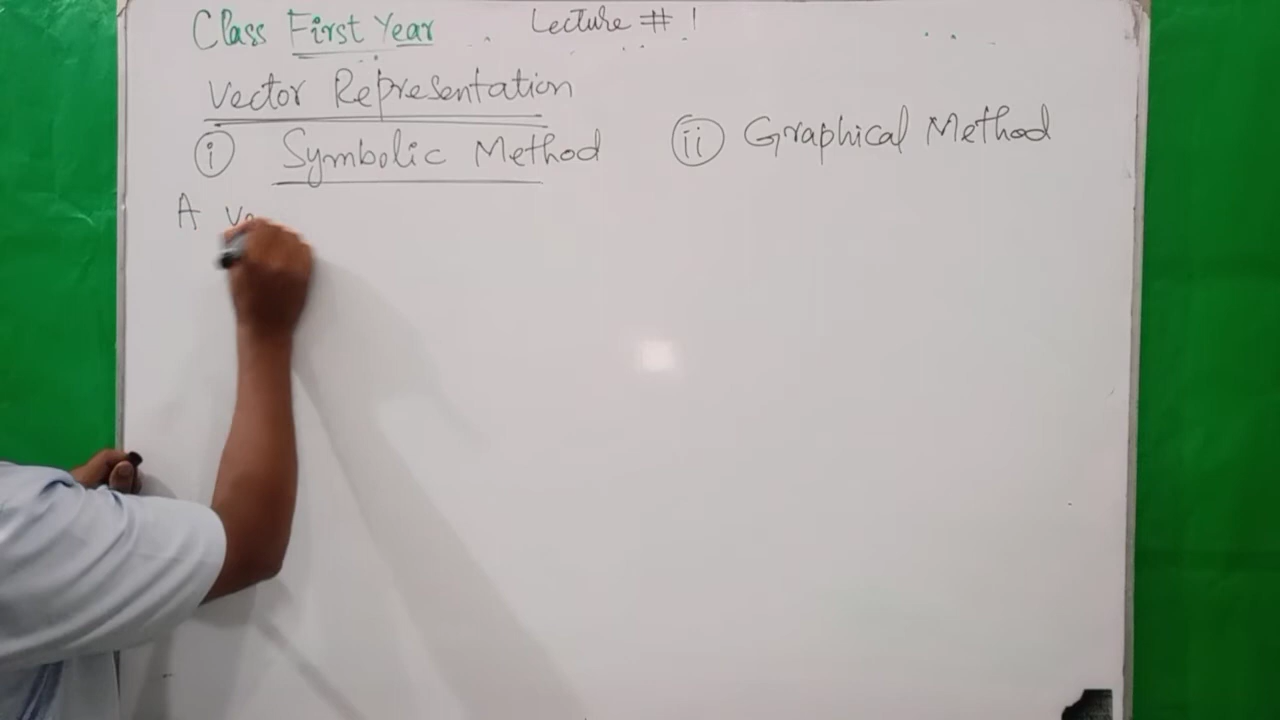 Class First Year Lecture # 1
Vector Representation
(i) Symbolic Method (ii) Graphical Method
A